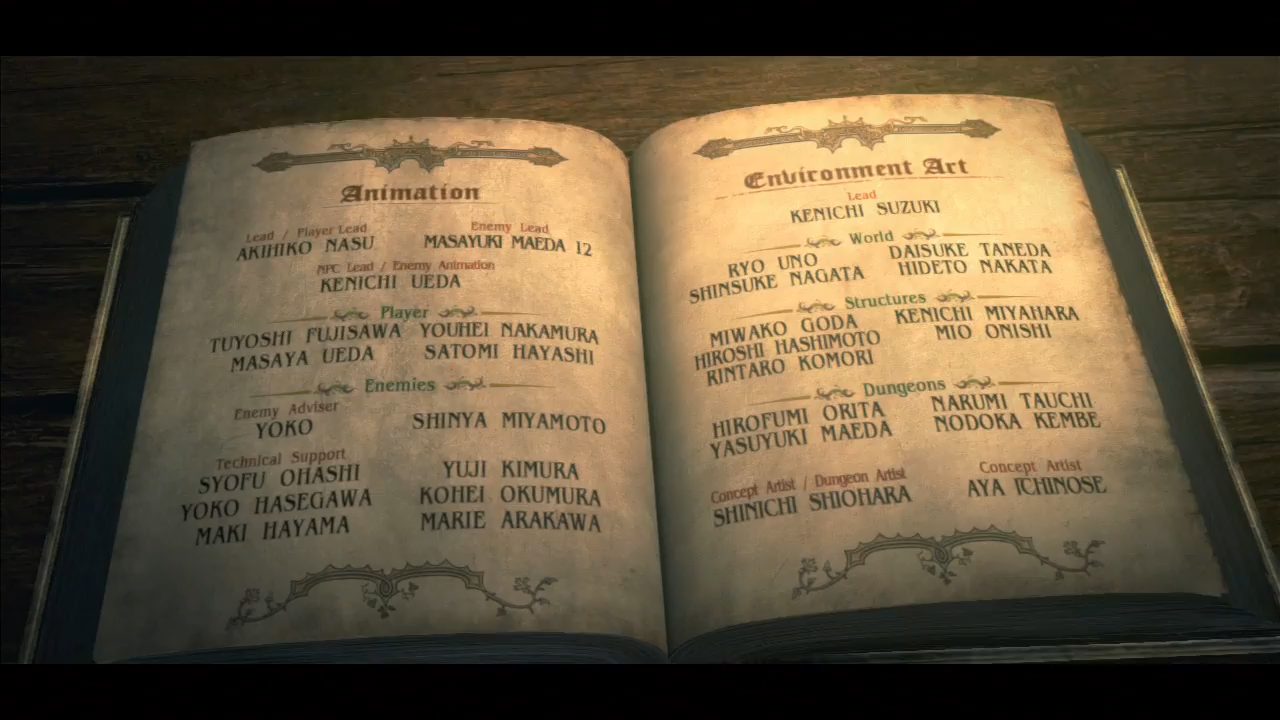 Animation
Lead / Player Lead
AKIHIKO NASU
Enemy Lead
MASAYUKI MAEDA 12
NPC Lead / Enemy Animation
KENICHI UEDA
Player
TUYOSHI FUJISAWA YOUHEI NAKAMURA
MASAYA UEDA SATOMI HAYASHI
Enemies
Enemy Adviser
YOKO SHINYA MIYAMOTO
Technical Support
SYOFU OHASHI YUJI KIMURA
YOKO HASEGAWA KOHEI OKUMURA
MAKI HAYAMA MARIE ARAKAWA
Environment Art
Lead
KENICHI SUZUKI
World
RYO UNO DAISUKE TANEDA
SHINSUKE NAGATA HIDETO NAKATA
Structures
MIWAKO GODA KENICHI MIYAHARA
HIROSHI HASHIMOTO MIO ONISHI
RINTARO KOMORI
Dungeons
HIROFUMI ORITA NARUMI TAUCHI
YASUYUKI MAEDA NODOKA KEMBE
Concept Artist / Dungeon Artist
SHINICHI SHIOHARA
Concept Artist
AYA ICHINOSE